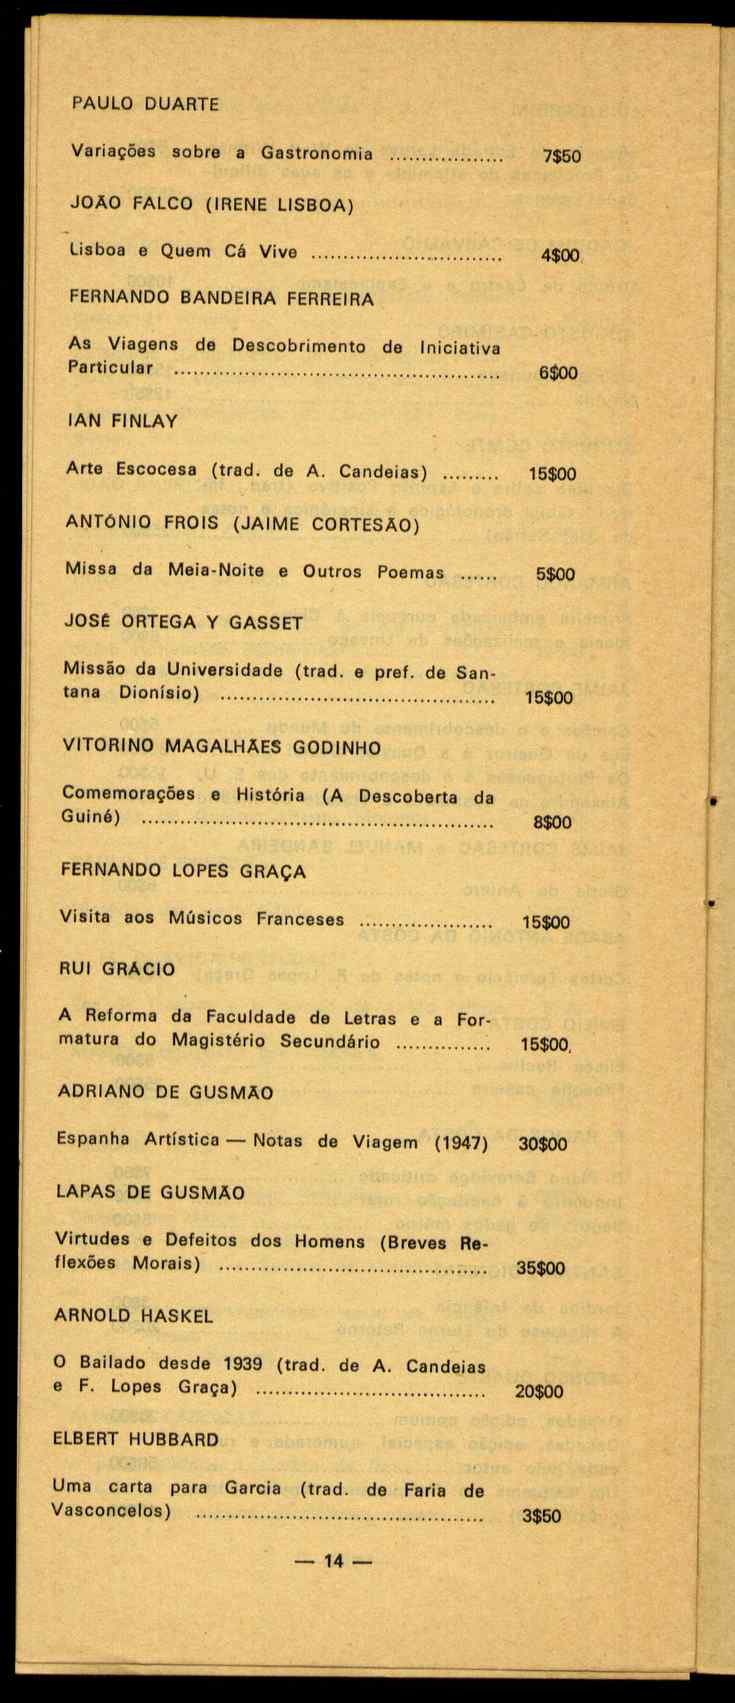 PAULO DUARTE
Variações sobre a Gastronomia .................. 7$50
JOÃO FALCO (IRENE LISBOA)
Lisboa e Quem Cá Vive .............................. 4$00
FERNANDO BANDEIRA FERREIRA
As Viagens de Descobrimento de Iniciativa
Particular .................................................. 6$00
IAN FINLAY
Arte Escocesa (trad. de A. Candeias) ......... 15$00
ANTÓNIO FROIS (JAIME CORTESÃO)
Missa da Meia-Noite e Outros Poemas ...... 5$00
JOSÉ ORTEGA Y GASSET
Missão da Universidade (trad. e pref. de San-
tana Dionísio) ........................................... 15$00
VITORINO MAGALHÃES GODINHO
Comemorações e História (A Descoberta da
Guiné) ....................................................... 8$00
FERNANDO LOPES GRAÇA
Visita aos Músicos Franceses ..................... 15$00
RUI GRÁCIO
A Reforma da Faculdade de Letras e a For-
matura do Magistério Secundário ............... 15$00
ADRIANO DE GUSMÃO
Espanha Artística — Notas de Viagem (1947) 30$00
LAPAS DE GUSMÃO
Virtudes e Defeitos dos Homens (Breves Re-
flexões Morais) .......................................... 35$00
ARNOLD HASKEL
O Bailado desde 1939 (trad. de A. Candeias
e F. Lopes Graça) .................................... 20$00
ELBERT HUBBARD
Uma carta para Garcia (trad. de Faria de
Vasconcelos) ............................................. 3$50
— 14 —